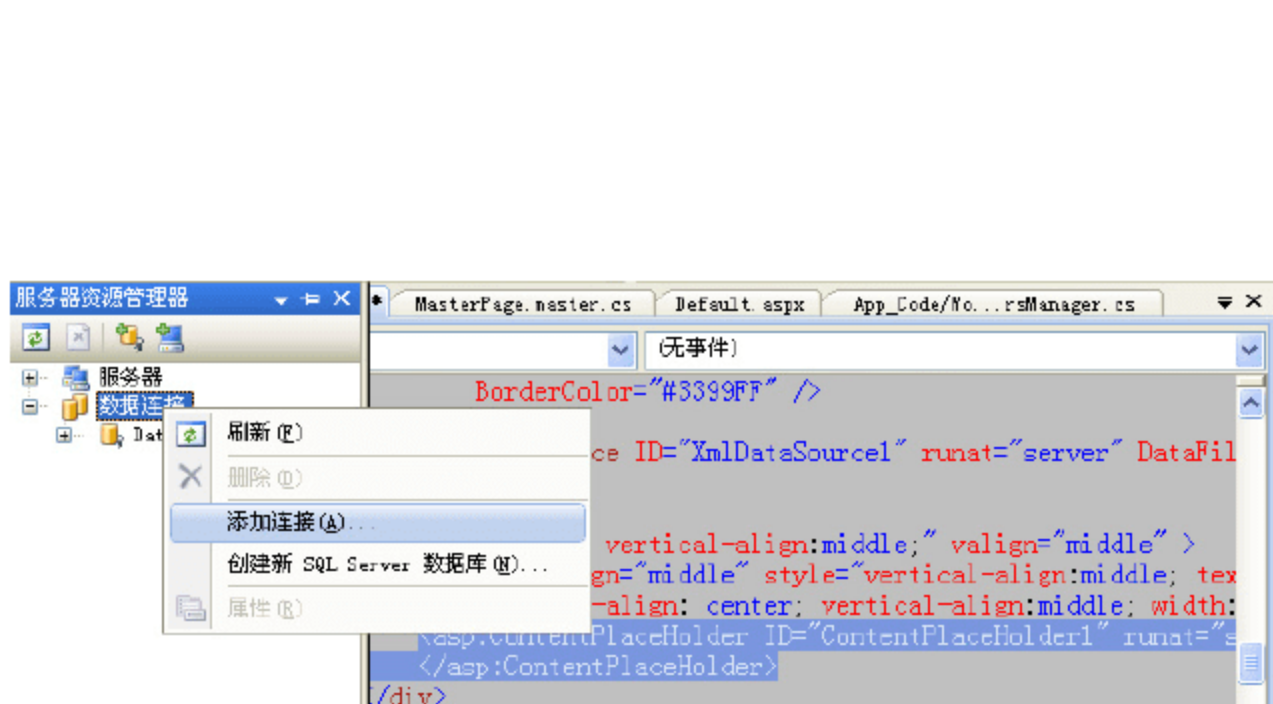 服务器资源管理器
MasterPage.master.cs
Default.aspx
App_Code/No...rsManager.cs
(无事件)
服务器
数据连接
Dat
刷新(F)
删除(D)
添加连接(A)...
创建新 SQL Server 数据库(N)...
属性(R)
BorderColor="#3399FF" />
ce ID="XmlDataSource1" runat="server" DataFil
vertical-align:middle;" valign="middle" >
gn="middle" style="vertical-align:middle; tex
-align: center; vertical-align:middle; width:
<asp:ContentPlaceHolder ID="ContentPlaceHolder1" runat="s
</asp:ContentPlaceHolder>
/div>